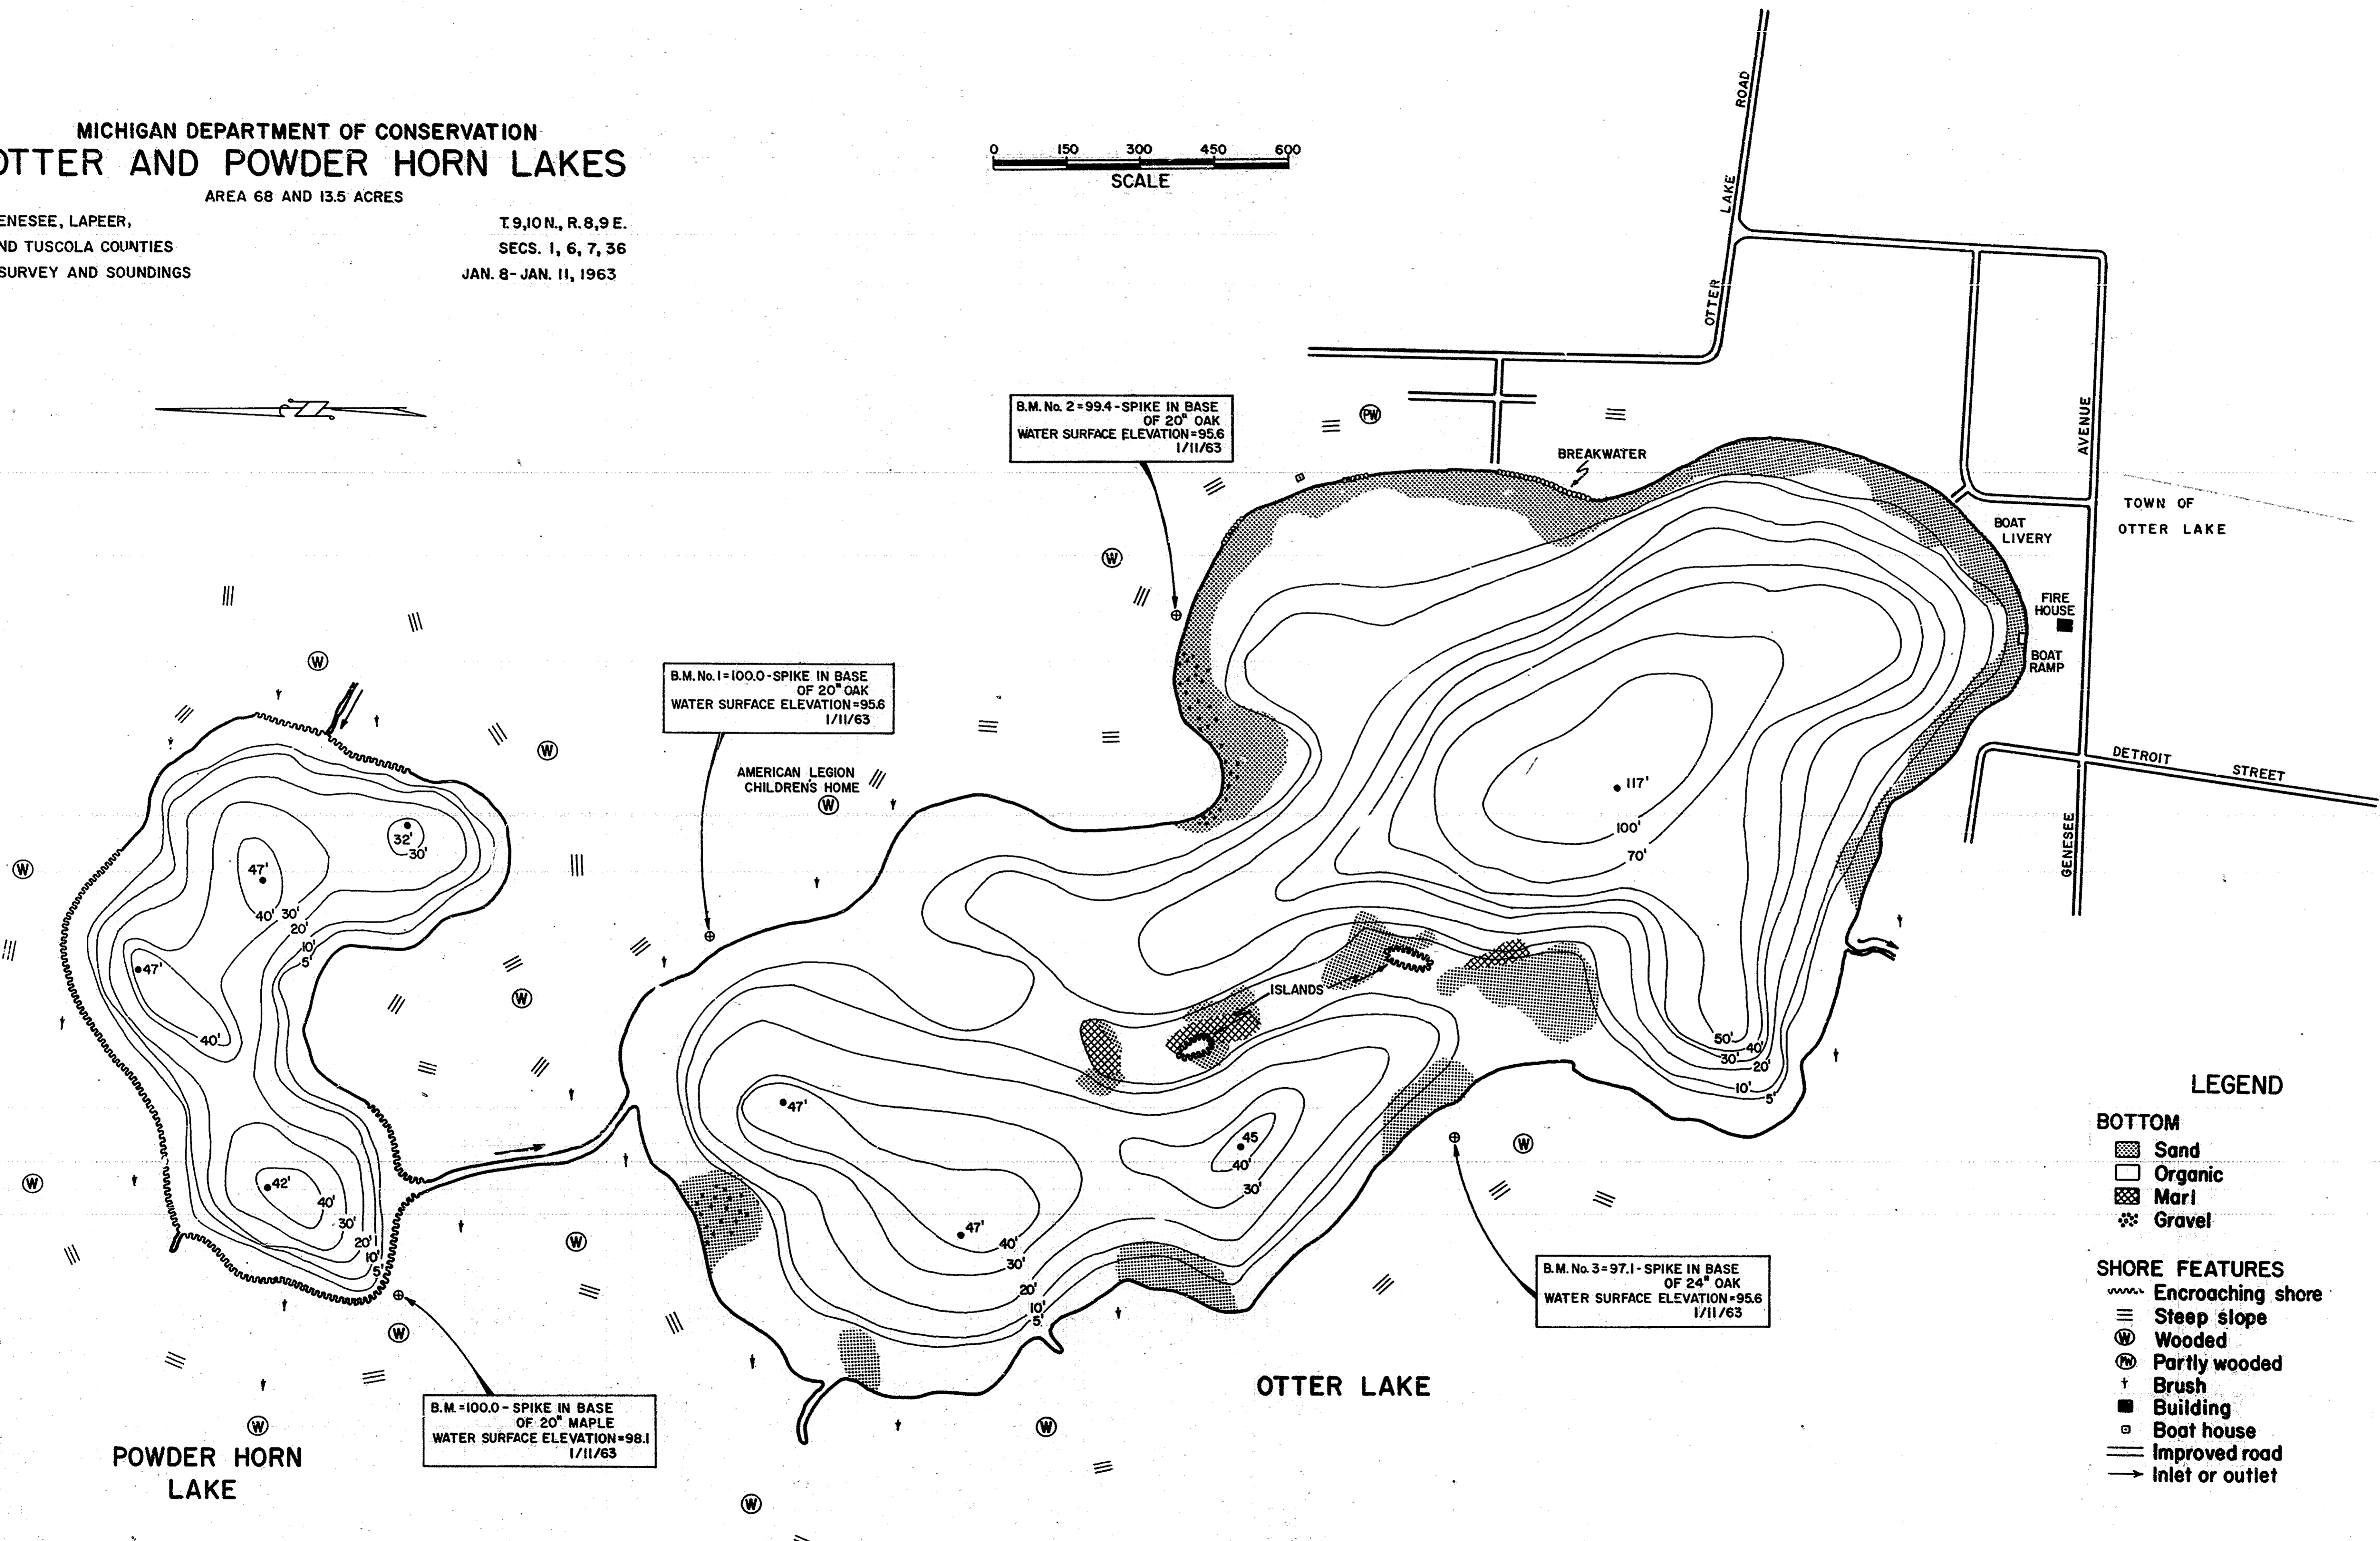 MICHIGAN DEPARTMENT OF CONSERVATION
OTTER AND POWDER HORN LAKES
AREA 68 AND 13.5 ACRES
ENESEE, LAPEER,
ND TUSCOLA COUNTIES
SURVEY AND SOUNDINGS
T. 9,10 N., R. 8,9 E.
SECS. 1, 6, 7, 36
JAN. 8 - JAN. 11, 1963
0 150 300 450 600
SCALE
OTTER LAKE ROAD
B.M. No. 2 = 99.4 - SPIKE IN BASE
OF 20" OAK
WATER SURFACE ELEVATION = 95.6
1/11/63
PW
BREAKWATER
AVENUE
GENESEE
TOWN OF
OTTER LAKE
BOAT
LIVERY
FIRE
HOUSE
BOAT
RAMP
DETROIT STREET
W
W
W
B.M. No. 1 = 100.0 - SPIKE IN BASE
OF 20" OAK
WATER SURFACE ELEVATION = 95.6
1/11/63
AMERICAN LEGION
CHILDREN'S HOME
W
W
W
W
32'
30'
47'
40'
30'
20'
10'
5'
47'
40'
42'
40'
30'
20'
10'
5'
117'
100'
70'
50'
40'
30'
20'
10'
5'
ISLANDS
47'
45
40'
30'
47'
40'
30'
20'
10'
5'
W
W
W
B.M. No. 3 = 97.1 - SPIKE IN BASE
OF 24" OAK
WATER SURFACE ELEVATION = 95.6
1/11/63
B.M. = 100.0 - SPIKE IN BASE
OF 20" MAPLE
WATER SURFACE ELEVATION = 98.1
1/11/63
W
W
W
W
POWDER HORN
LAKE
OTTER LAKE
LEGEND
BOTTOM
Sand
Organic
Marl
Gravel
SHORE FEATURES
Encroaching shore
Steep slope
W Wooded
PW Partly wooded
Brush
Building
Boat house
Improved road
Inlet or outlet